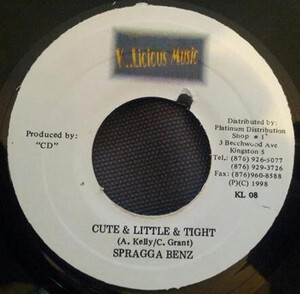 V...Licious Music
Distributed by:
Platinum Distribution
Shop # 1
3 Beechwood Ave
Kingston 5
Tel.: (876) 926-5077
(876) 929-3726
Fax: (876)960-8588
(P)(C) 1998
KL 08
Produced by:
"CD"
CUTE & LITTLE & TIGHT
(A. Kelly/C. Grant)
SPRAGGA BENZ